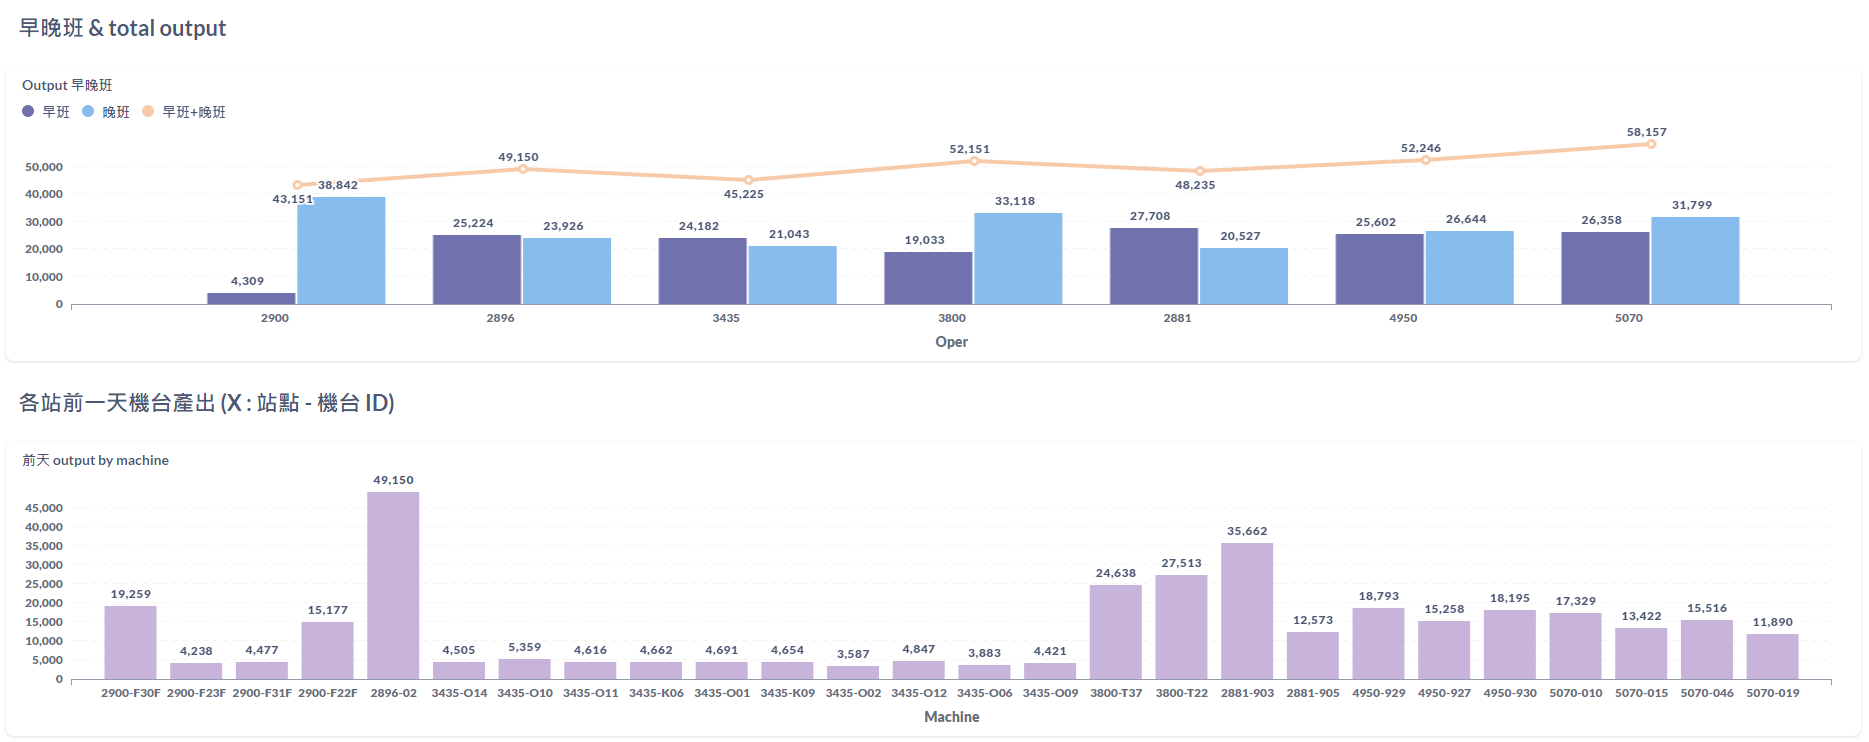 早晚班 & total output
Output 早晚班
早班 晚班 早班+晚班
58,157
49,150 52,151 52,246
50,000
38,842
40,000
43,151 45,225 48,235
33,118 31,799
30,000
25,224 23,926 24,182 21,043 19,033 27,708 20,527 25,602 26,644 26,358
20,000
10,000
4,309
0
2900 2896 3435 3800 2881 4950 5070
Oper
各站前一天機台產出 (X : 站點 - 機台 ID)
前天 output by machine
49,150
45,000
40,000
35,662
35,000
30,000
24,638 27,513
25,000
19,259 18,793 18,195 17,329
20,000
15,177 12,573 15,258 13,422 15,516 11,890
15,000
10,000
4,238 4,477 4,505 5,359 4,616 4,662 4,691 4,654 3,587 4,847 3,883 4,421
5,000
0
2900-F30F 2900-F23F 2900-F31F 2900-F22F 2896-02 3435-O14 3435-O10 3435-O11 3435-K06 3435-O01 3435-K09 3435-O02 3435-O12 3435-O06 3435-O09 3800-T37 3800-T22 2881-903 2881-905 4950-929 4950-927 4950-930 5070-010 5070-015 5070-046 5070-019
Machine